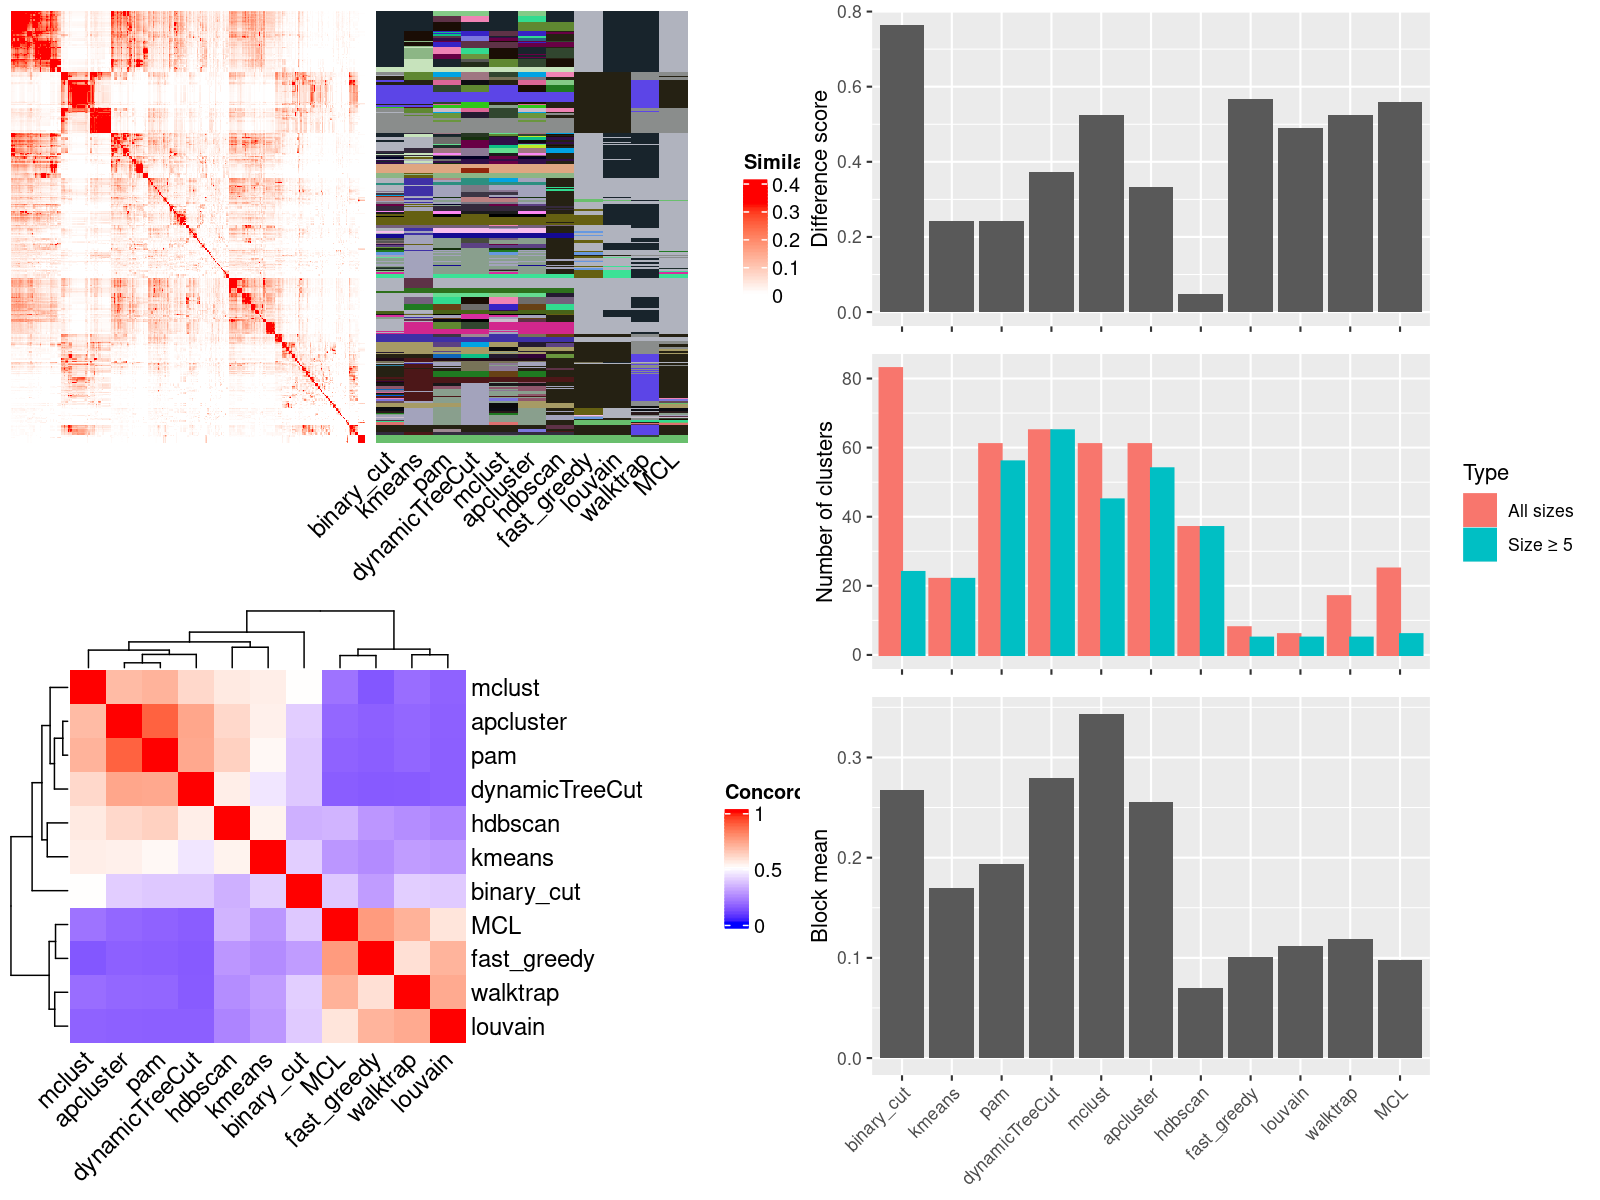 Simila
0.4
0.3
0.2
0.1
0
binary_cut
kmeans
pam
dynamicTreeCut
mclust
apcluster
hdbscan
fast_greedy
louvain
walktrap
MCL
mclust
apcluster
pam
dynamicTreeCut
hdbscan
kmeans
binary_cut
MCL
fast_greedy
walktrap
louvain
mclust
apcluster
pam
dynamicTreeCut
hdbscan
kmeans
binary_cut
MCL
fast_greedy
walktrap
louvain
Concord
1
0.5
0
Difference score
0.8
0.6
0.4
0.2
0.0
Number of clusters
80
60
40
20
0
Type
All sizes
Size ≥ 5
Block mean
0.3
0.2
0.1
0.0
binary_cut
kmeans
pam
dynamicTreeCut
mclust
apcluster
hdbscan
fast_greedy
louvain
walktrap
MCL